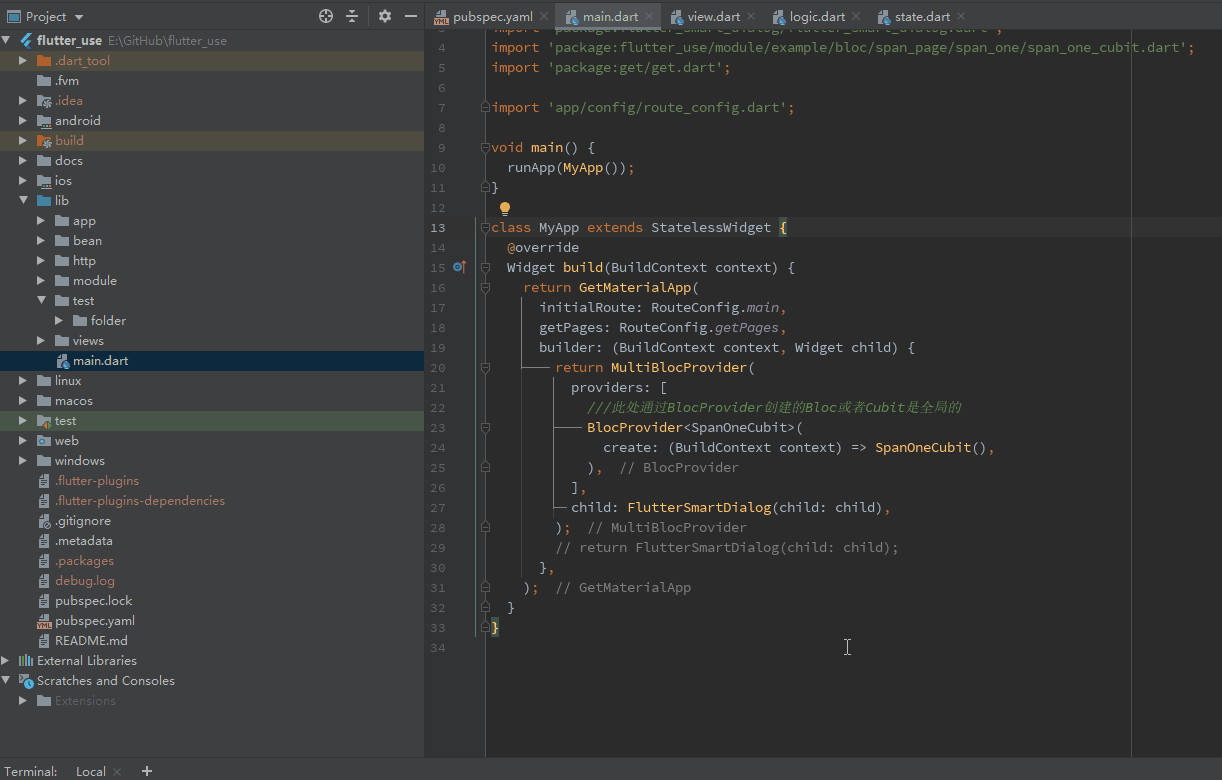 Project
pubspec.yaml
main.dart
view.dart
logic.dart
state.dart
flutter_use E:\GitHub\flutter_use
.dart_tool
.fvm
.idea
android
build
docs
ios
lib
app
bean
http
module
test
folder
views
main.dart
linux
macos
test
web
windows
.flutter-plugins
.flutter-plugins-dependencies
.gitignore
.metadata
.packages
debug.log
pubspec.lock
pubspec.yaml
README.md
External Libraries
Scratches and Consoles
Extensions
3 import 'package:flutter_smart_dialog/flutter_smart_dialog.dart';
4 import 'package:flutter_use/module/example/bloc/span_page/span_one/span_one_cubit.dart';
5 import 'package:get/get.dart';
6
7 import 'app/config/route_config.dart';
8
9 void main() {
10 runApp(MyApp());
11 }
12
13 class MyApp extends StatelessWidget {
14 @override
15 Widget build(BuildContext context) {
16 return GetMaterialApp(
17 initialRoute: RouteConfig.main,
18 getPages: RouteConfig.getPages,
19 builder: (BuildContext context, Widget child) {
20 return MultiBlocProvider(
21 providers: [
22 ///此处通过BlocProvider创建的Bloc或者Cubit是全局的
23 BlocProvider<SpanOneCubit>(
24 create: (BuildContext context) => SpanOneCubit(),
25 ), // BlocProvider
26 ],
27 child: FlutterSmartDialog(child: child),
28 ); // MultiBlocProvider
29 // return FlutterSmartDialog(child: child);
30 },
31 ); // GetMaterialApp
32 }
33 }
34
Terminal: Local +